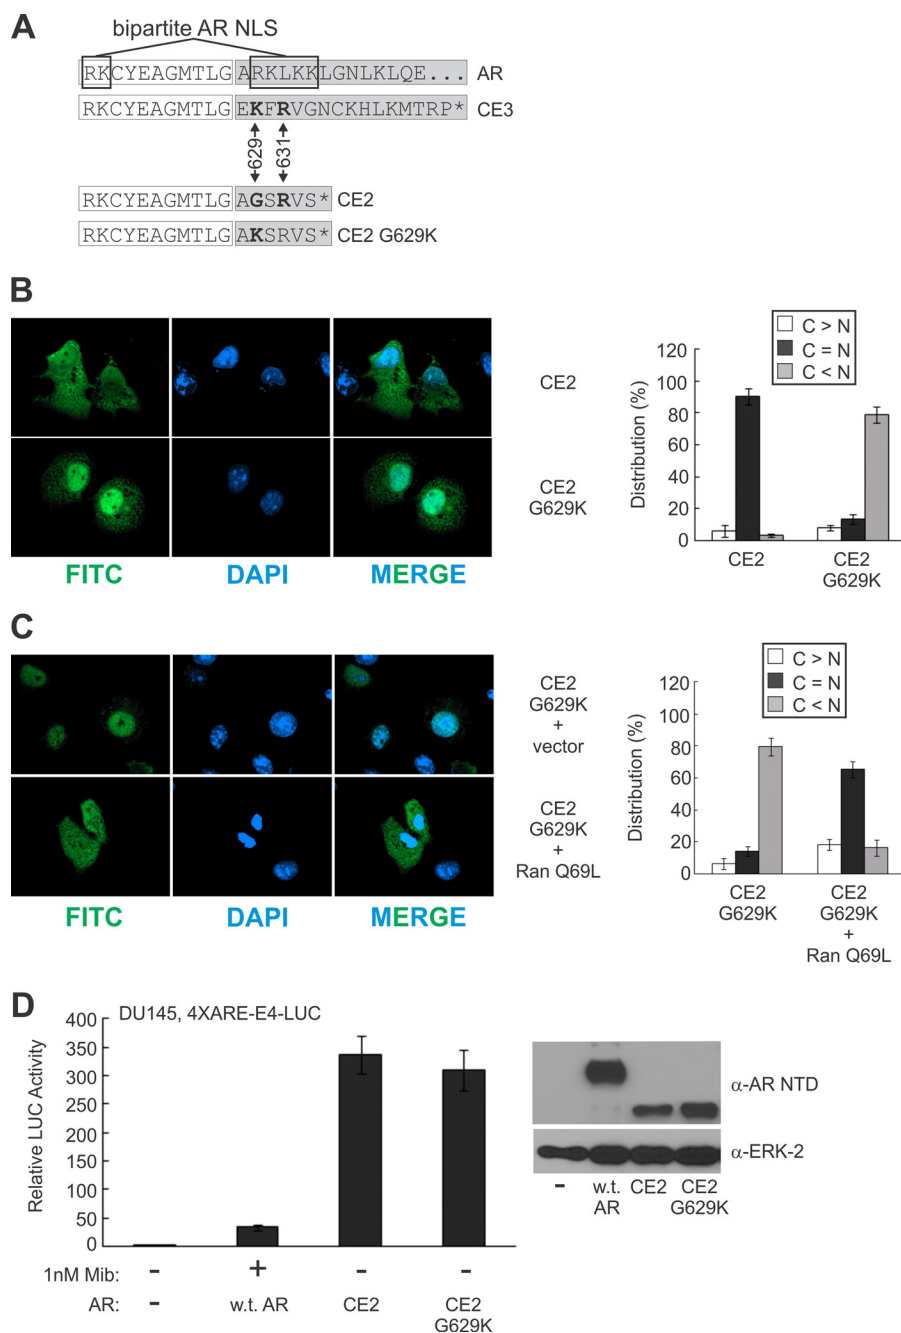 A
bipartite AR NLS
RKCYEAGMTLG ARKLKKLGNLKLQE... AR
RKCYEAGMTLG EKFRVGNCKHLKMTRP* CE3
629 631
RKCYEAGMTLG AGSRVS* CE2
RKCYEAGMTLG AKSRVS* CE2 G629K
B
CE2
CE2
G629K
FITC DAPI MERGE
C > N
C = N
C < N
Distribution (%)
120
100
80
60
40
20
0
CE2 CE2
G629K
C
CE2
G629K
+
vector
CE2
G629K
+
Ran Q69L
FITC DAPI MERGE
C > N
C = N
C < N
Distribution (%)
120
100
80
60
40
20
0
CE2
G629K
CE2
G629K
+
Ran Q69L
D
DU145, 4XARE-E4-LUC
Relative LUC Activity
400
350
300
250
200
150
100
50
0
1nM Mib: - + - -
AR: - w.t. AR CE2 CE2
G629K
α-AR NTD
α-ERK-2
- w.t. CE2 CE2
AR G629K